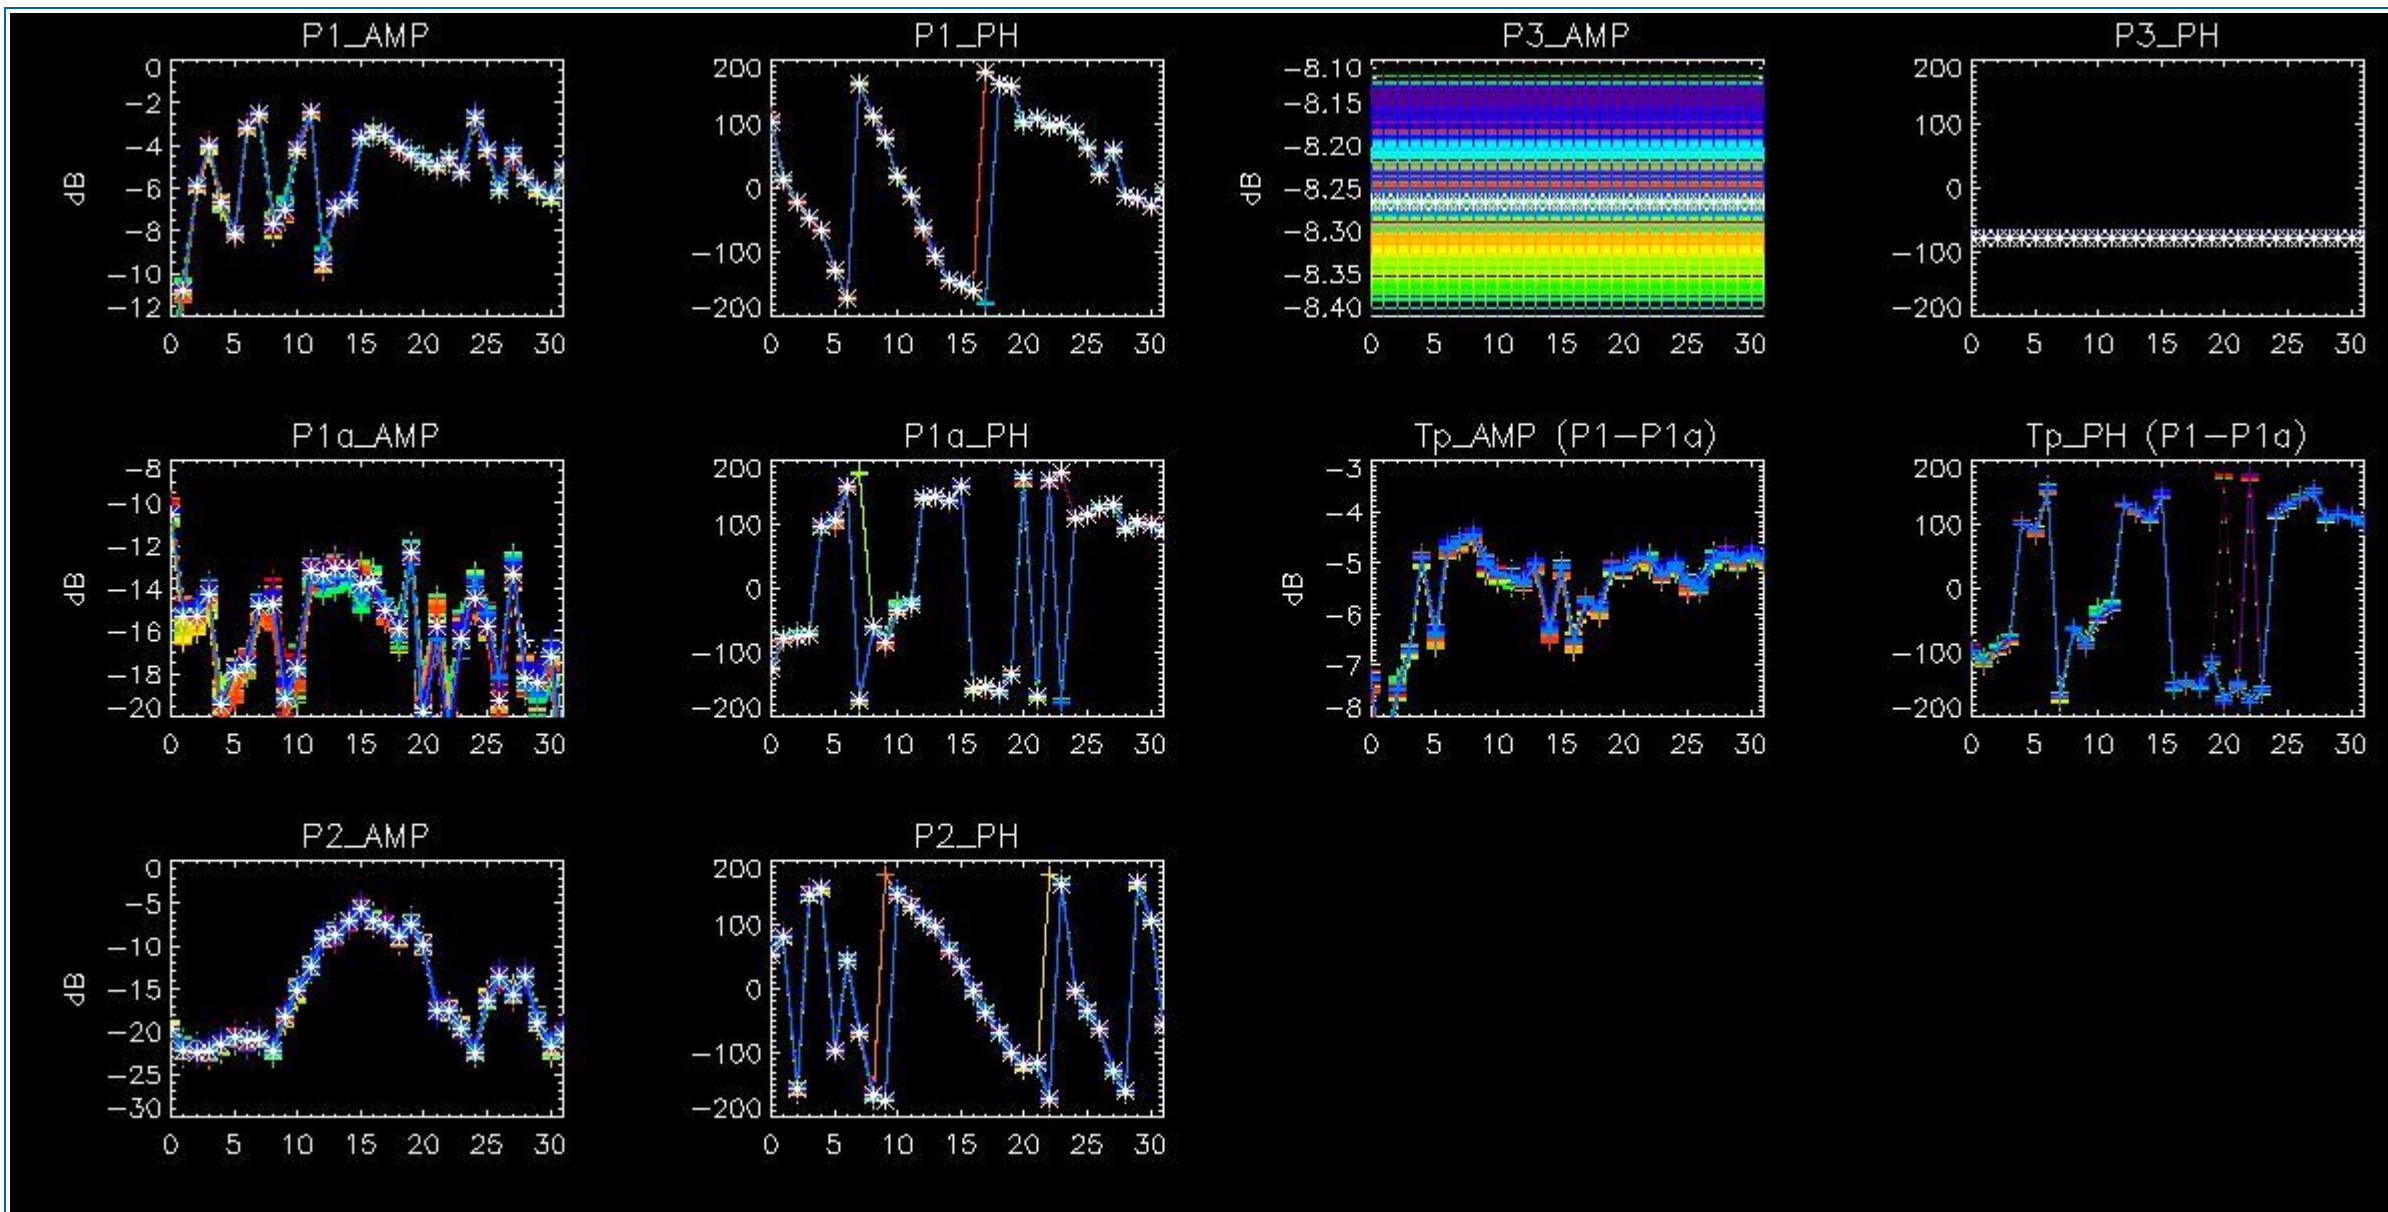 P1_AMP P1_PH P3_AMP P3_PH
0 200 -8.10 200
-2 -8.15
-4 100 -8.20 100
dB -6 0 dB -8.25 0
-8 -8.30
-10 -100 -8.35 -100
-12 -200 -8.40 -200
0 5 10 15 20 25 30 0 5 10 15 20 25 30 0 5 10 15 20 25 30 0 5 10 15 20 25 30
P1a_AMP P1a_PH Tp_AMP (P1-P1a) Tp_PH (P1-P1a)
-8 200 -3 200
-10 100 -4 100
-12
dB -14 0 dB -5 0
-16 -6
-18 -100 -7 -100
-20 -200 -8 -200
0 5 10 15 20 25 30 0 5 10 15 20 25 30 0 5 10 15 20 25 30 0 5 10 15 20 25 30
P2_AMP P2_PH
0 200
-5 100
-10
dB -15 0
-20 -100
-25
-30 -200
0 5 10 15 20 25 30 0 5 10 15 20 25 30